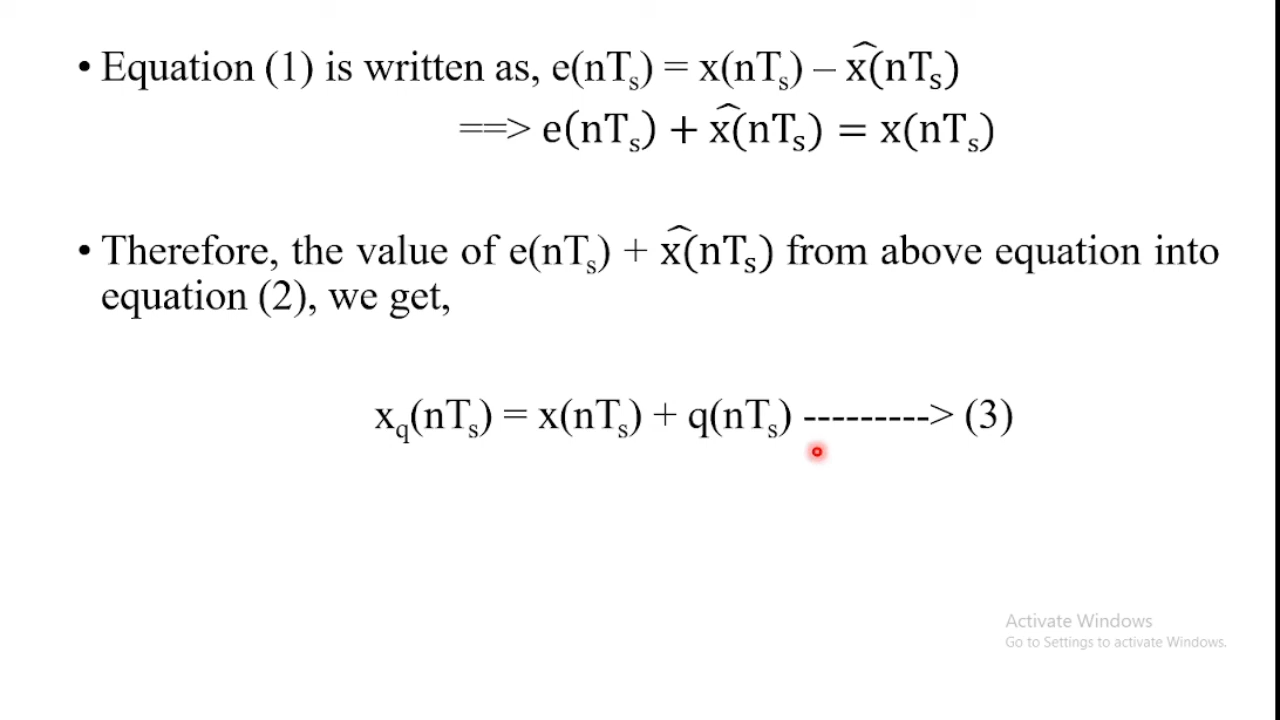 • Equation (1) is written as, e(nTₛ) = x(nTₛ) – x̂(nTₛ)
==> e(nTₛ) + x̂(nTₛ) = x(nTₛ)
• Therefore, the value of e(nTₛ) + x̂(nTₛ) from above equation into
equation (2), we get,
x_q(nTₛ) = x(nTₛ) + q(nTₛ) ---------> (3)
Activate Windows
Go to Settings to activate Windows.